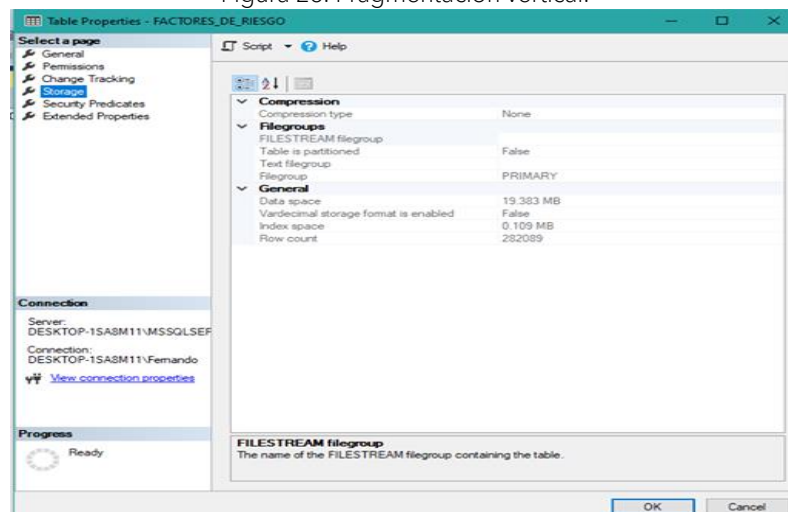 Figura 23. Fragmentación vertical.
Table Properties - FACTORES_DE_RIESGO
Select a page
General
Permissions
Change Tracking
Storage
Security Predicates
Extended Properties
Script Help
Compression
Compression type None
Filegroups
FILESTREAM filegroup
Table is partitioned False
Text filegroup
Filegroup PRIMARY
General
Data space 19.383 MB
Vardecimal storage format is enabled False
Index space 0.109 MB
Row count 282089
Connection
Server:
DESKTOP-1SA8M11\MSSQLSEF
Connection:
DESKTOP-1SA8M11\Fernando
View connection properties
Progress
Ready
FILESTREAM filegroup
The name of the FILESTREAM filegroup containing the table.
OK Cancel